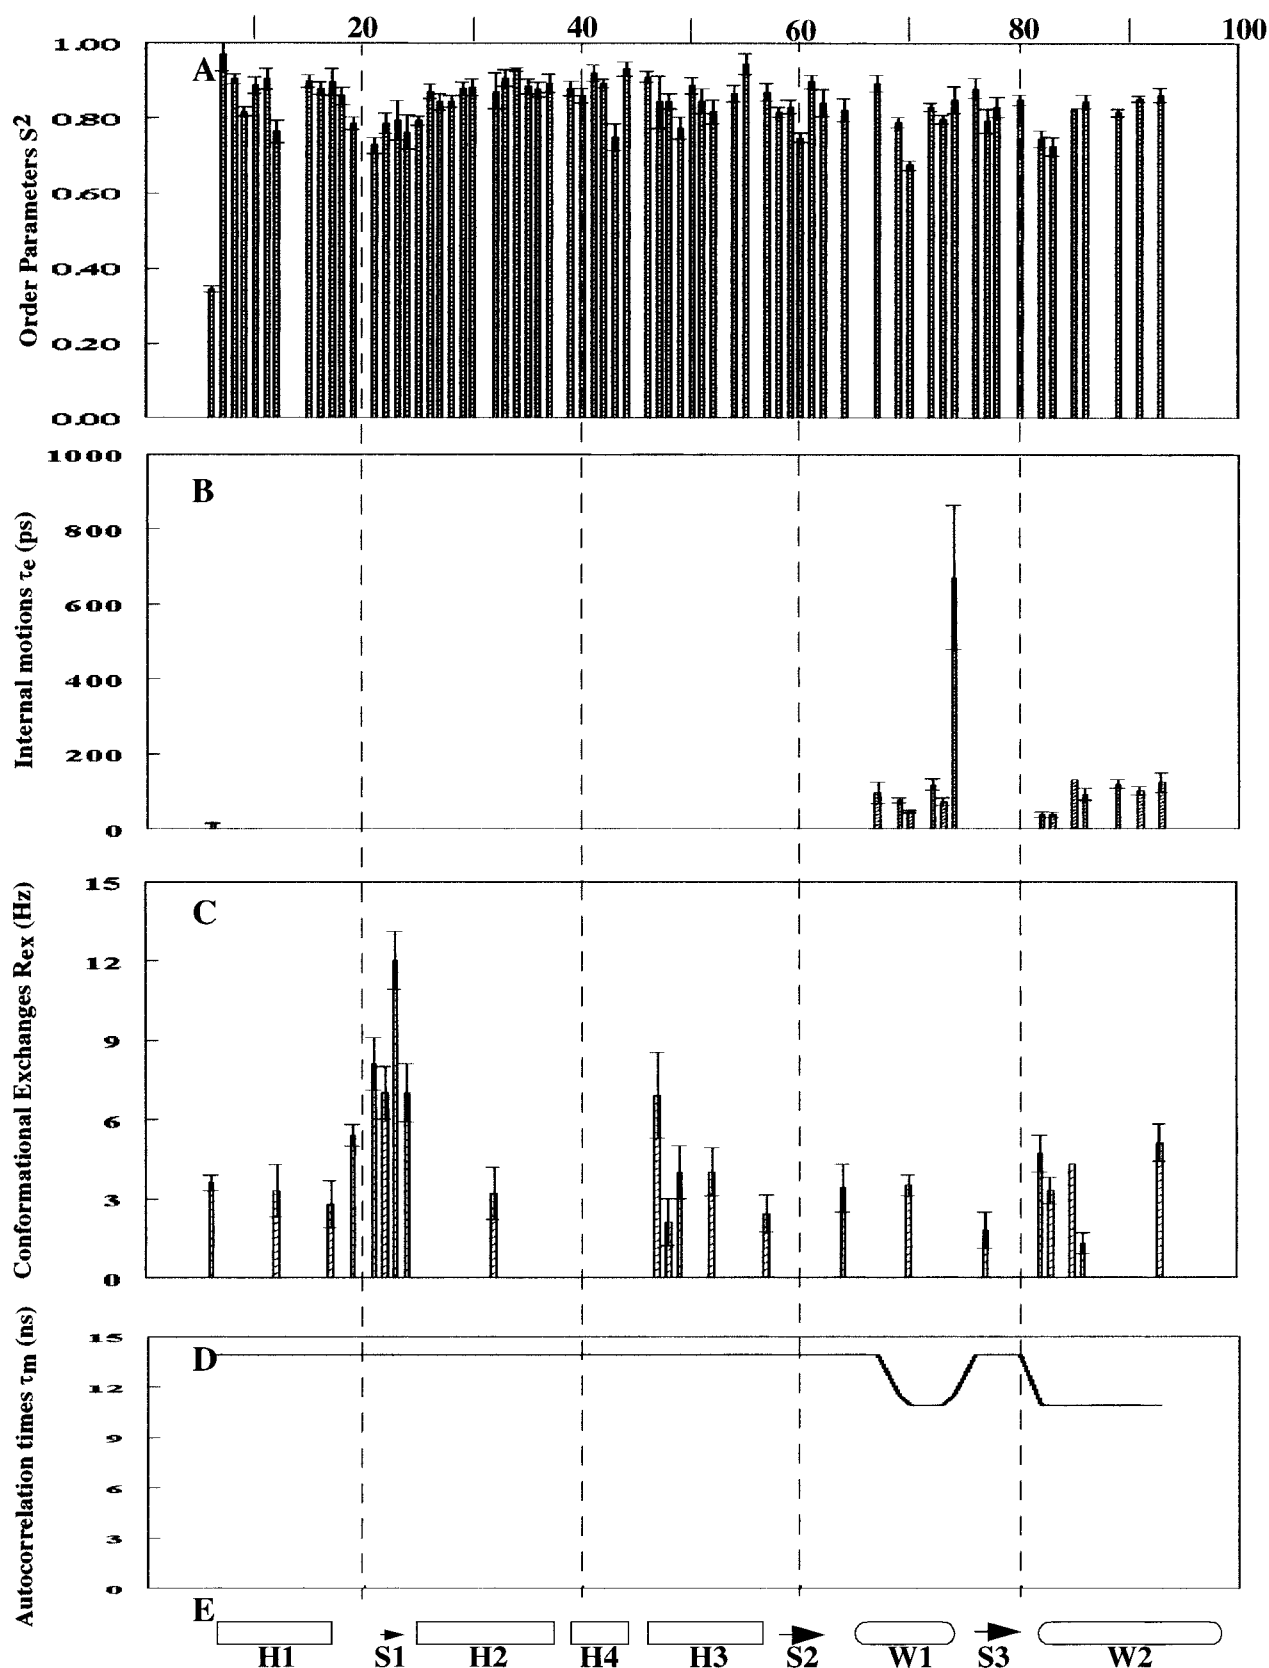 20 40 60 80 100
A
Order Parameters S2
1.00
0.80
0.60
0.40
0.20
0.00
B
Internal motions τe (ps)
1000
800
600
400
200
0
C
Conformational Exchanges Rex (Hz)
15
12
9
6
3
0
D
Autocorrelation times τm (ns)
15
12
9
6
3
0
E
H1 S1 H2 H4 H3 S2 W1 S3 W2